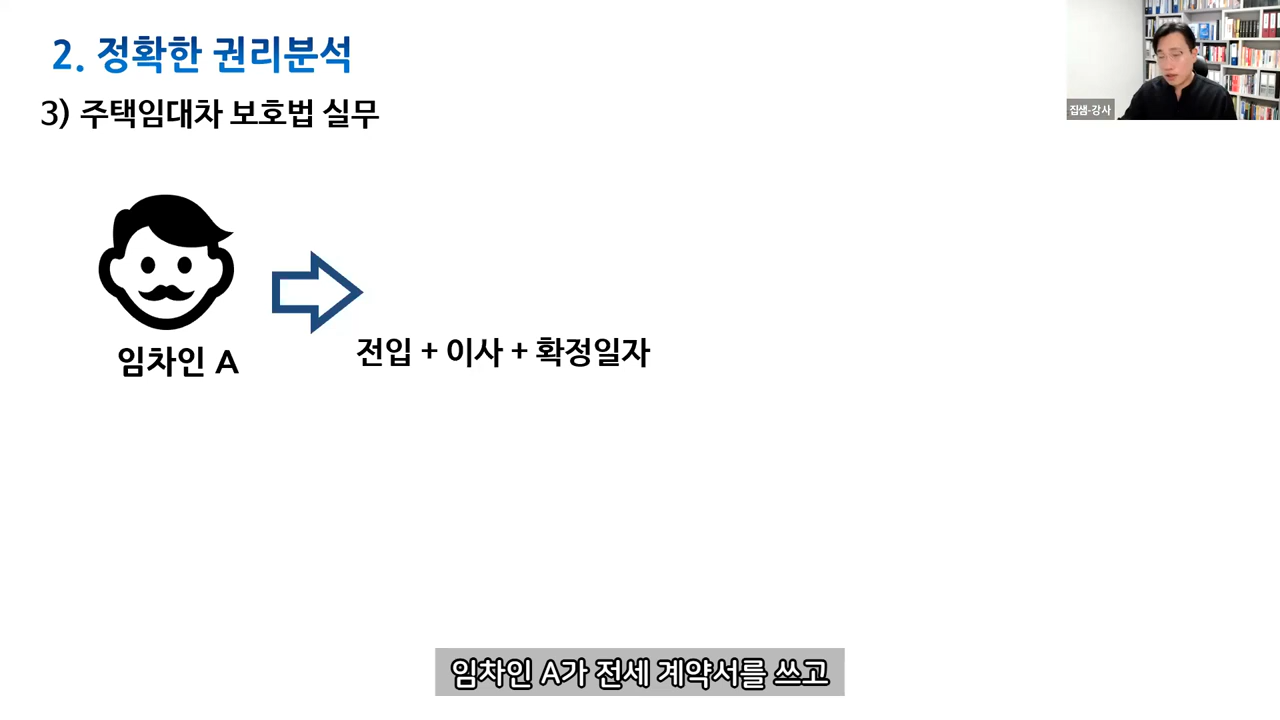 2. 정확한 권리분석
3) 주택임대차 보호법 실무
집샘-강사
임차인 A
전입 + 이사 + 확정일자
임차인 A가 전세 계약서를 쓰고